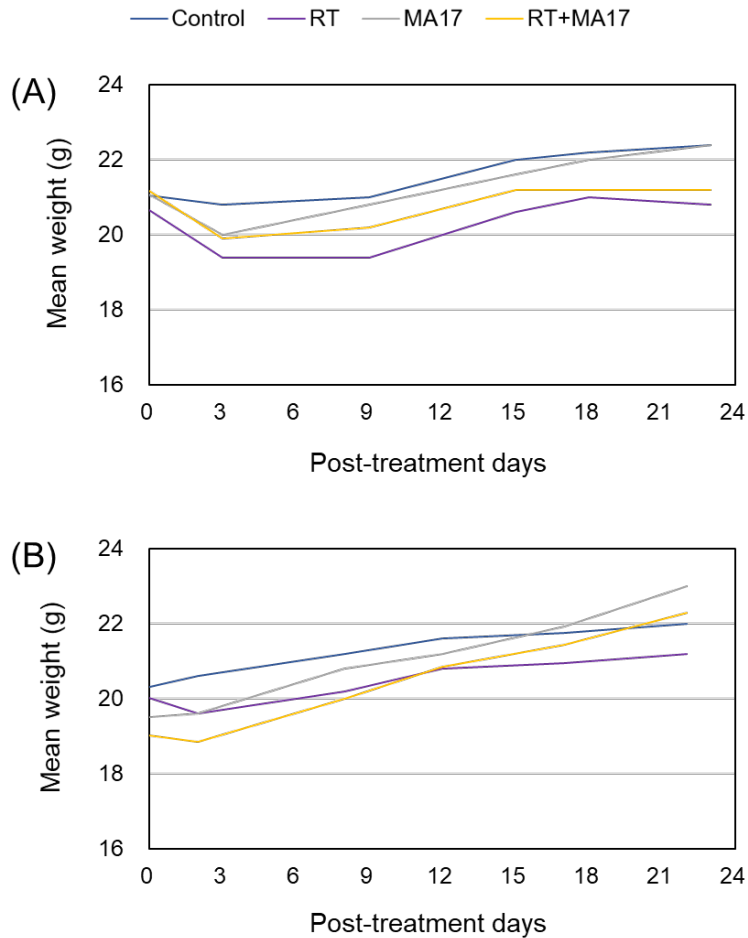 Control RT MA17 RT+MA17
(A)
Mean weight (g)
24
22
20
18
16
0 3 6 9 12 15 18 21 24
Post-treatment days
(B)
Mean weight (g)
24
22
20
18
16
0 3 6 9 12 15 18 21 24
Post-treatment days